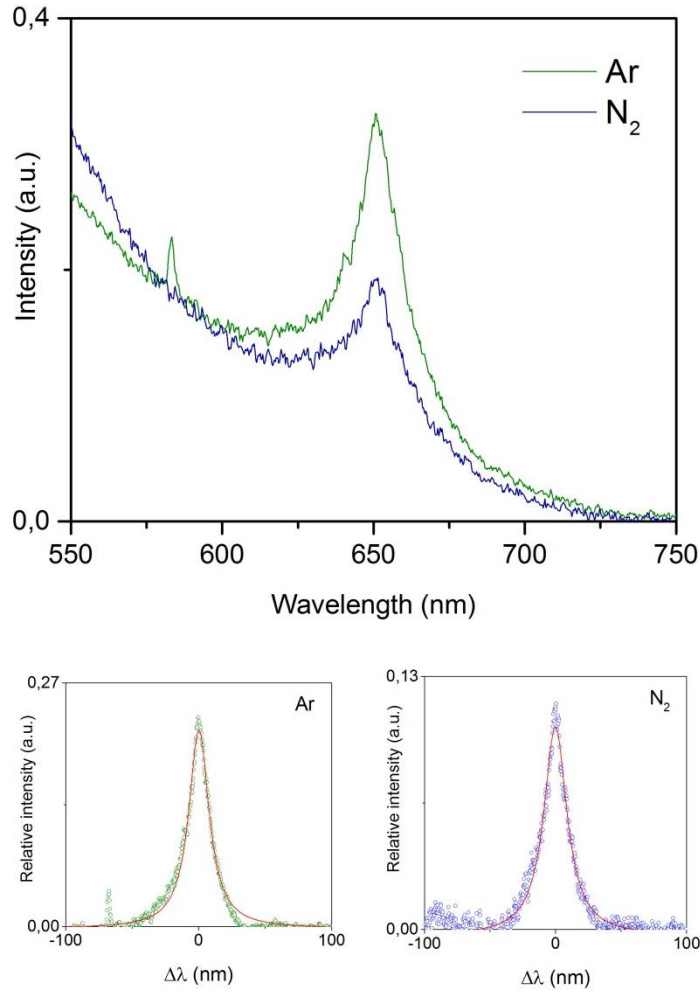 0,4
Ar
N₂
Intensity (a.u.)
0,0
550 600 650 700 750
Wavelength (nm)
0,27
Ar
Relative intensity (a.u.)
0,00
-100 0 100
Δλ (nm)
0,13
N₂
Relative intensity (a.u.)
0,00
-100 0 100
Δλ (nm)